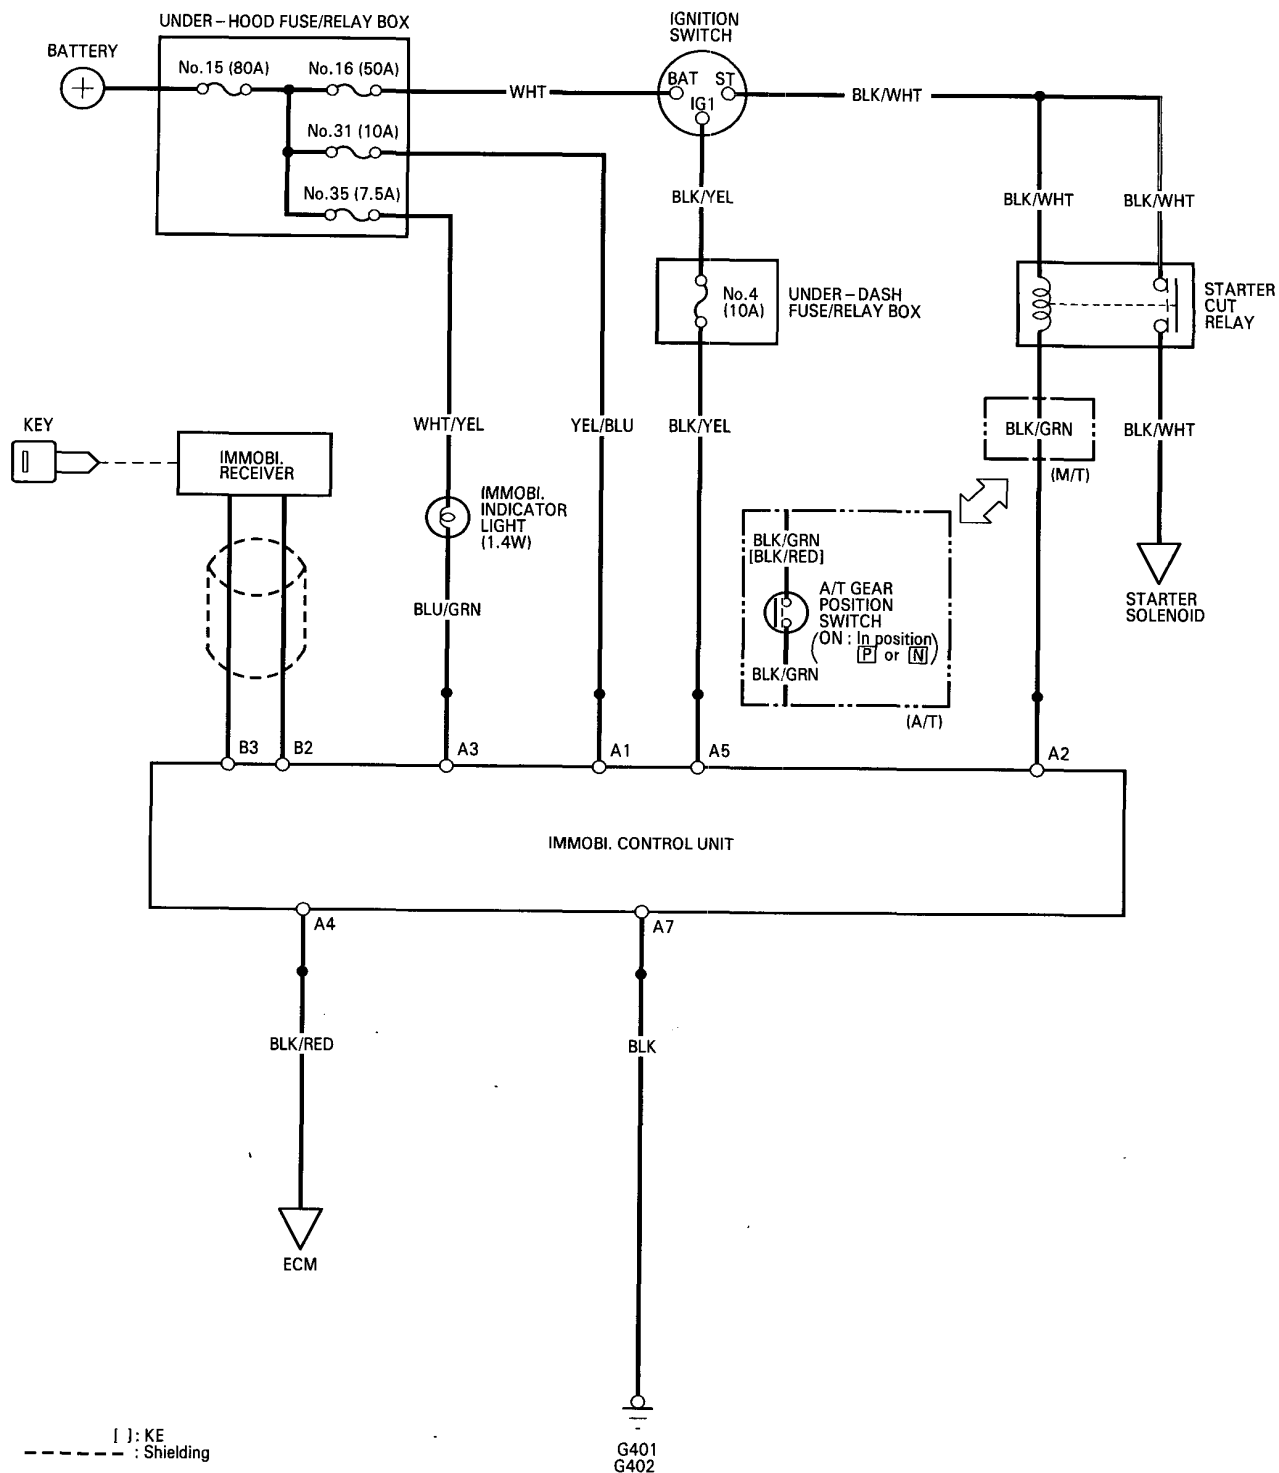 UNDER-HOOD FUSE/RELAY BOX
IGNITION
SWITCH
BATTERY
No.15 (80A)
No.16 (50A)
BAT
ST
IG1
WHT
BLK/WHT
No.31 (10A)
No.35 (7.5A)
BLK/YEL
BLK/WHT
BLK/WHT
No.4
(10A)
UNDER-DASH
FUSE/RELAY BOX
STARTER
CUT
RELAY
KEY
IMMOBI.
RECEIVER
WHT/YEL
YEL/BLU
BLK/YEL
BLK/GRN
(M/T)
BLK/WHT
IMMOBI.
INDICATOR
LIGHT
(1.4W)
BLK/GRN
[BLK/RED]
A/T GEAR
POSITION
SWITCH
(ON : In position
P or N)
BLK/GRN
(A/T)
BLU/GRN
STARTER
SOLENOID
B3
B2
A3
A1
A5
A2
IMMOBI. CONTROL UNIT
A4
A7
BLK/RED
BLK
ECM
G401
G402
[ ]: KE
: Shielding